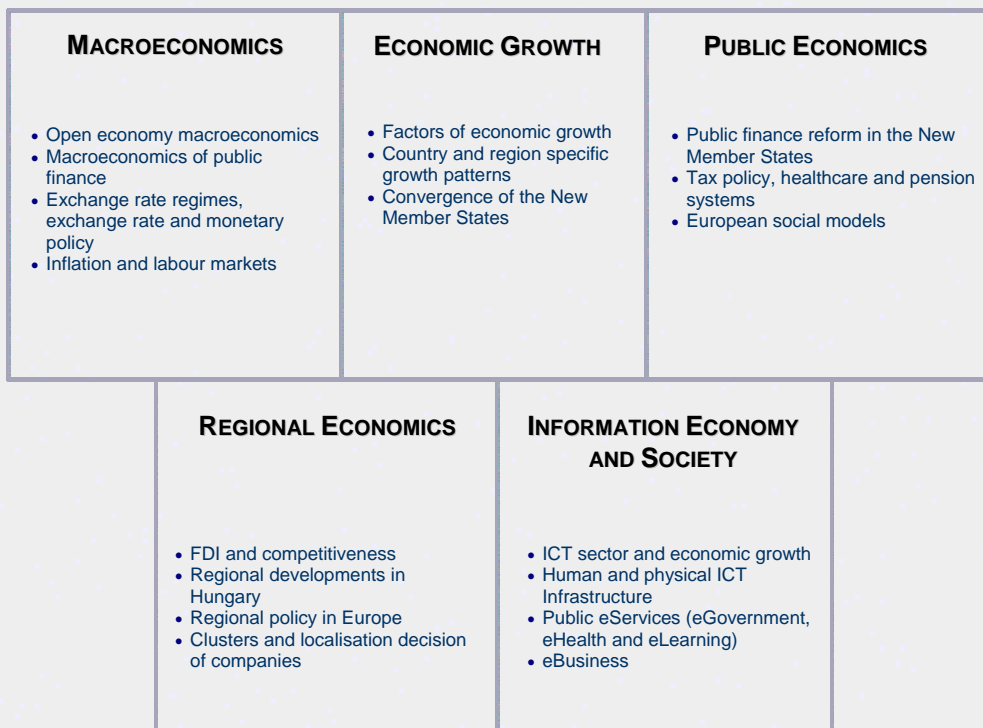 MACROECONOMICS
• Open economy macroeconomics
• Macroeconomics of public
finance
• Exchange rate regimes,
exchange rate and monetary
policy
• Inflation and labour markets
ECONOMIC GROWTH
• Factors of economic growth
• Country and region specific
growth patterns
• Convergence of the New
Member States
PUBLIC ECONOMICS
• Public finance reform in the New
Member States
• Tax policy, healthcare and pension
systems
• European social models
REGIONAL ECONOMICS
• FDI and competitiveness
• Regional developments in
Hungary
• Regional policy in Europe
• Clusters and localisation decision
of companies
INFORMATION ECONOMY
AND SOCIETY
• ICT sector and economic growth
• Human and physical ICT
Infrastructure
• Public eServices (eGovernment,
eHealth and eLearning)
• eBusiness